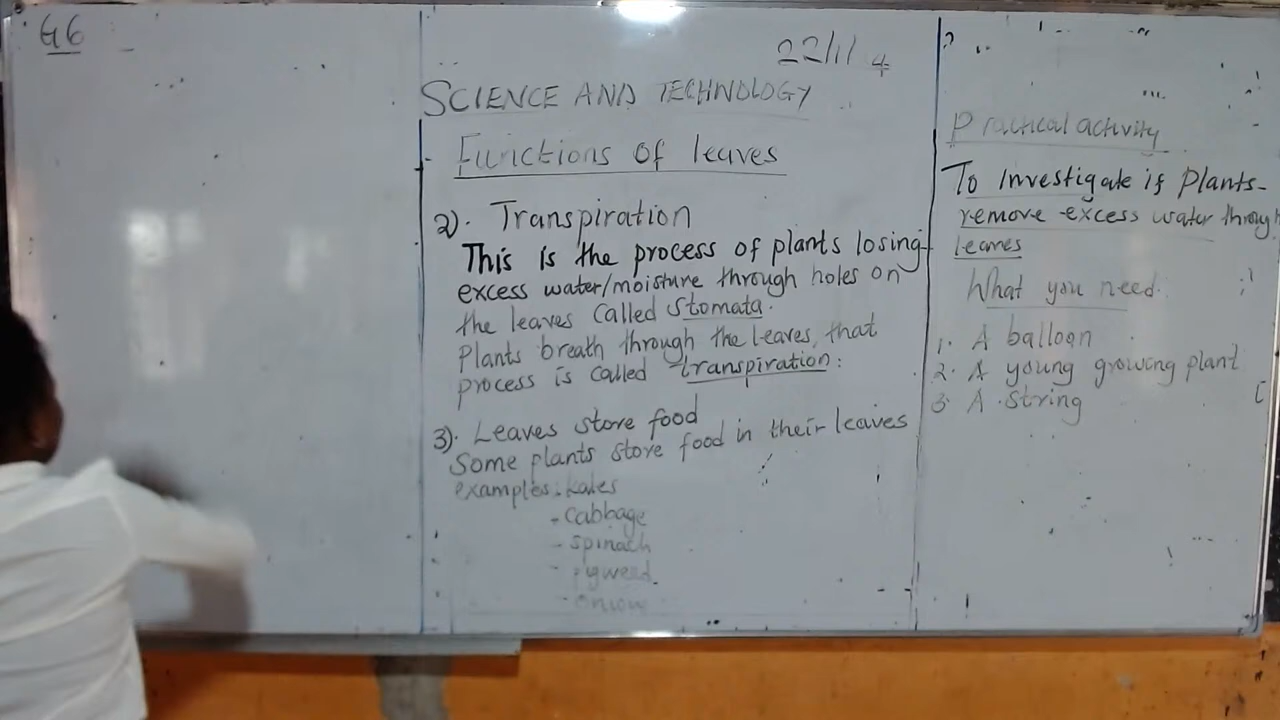 G6
22/11
4
SCIENCE AND TECHNOLOGY
Functions of leaves
2). Transpiration
This is the process of plants losing
excess water/moisture through holes on
the leaves called stomata.
Plants breath through the leaves, that
process is called transpiration:
3). Leaves store food
Some plants store food in their leaves
examples: kales
- cabbage
- spinach
- pigweed.
- onion
Practical activity
To investigate if plants
remove excess water through
leaves
What you need.
1. A balloon
2. A young growing plant
3. A string